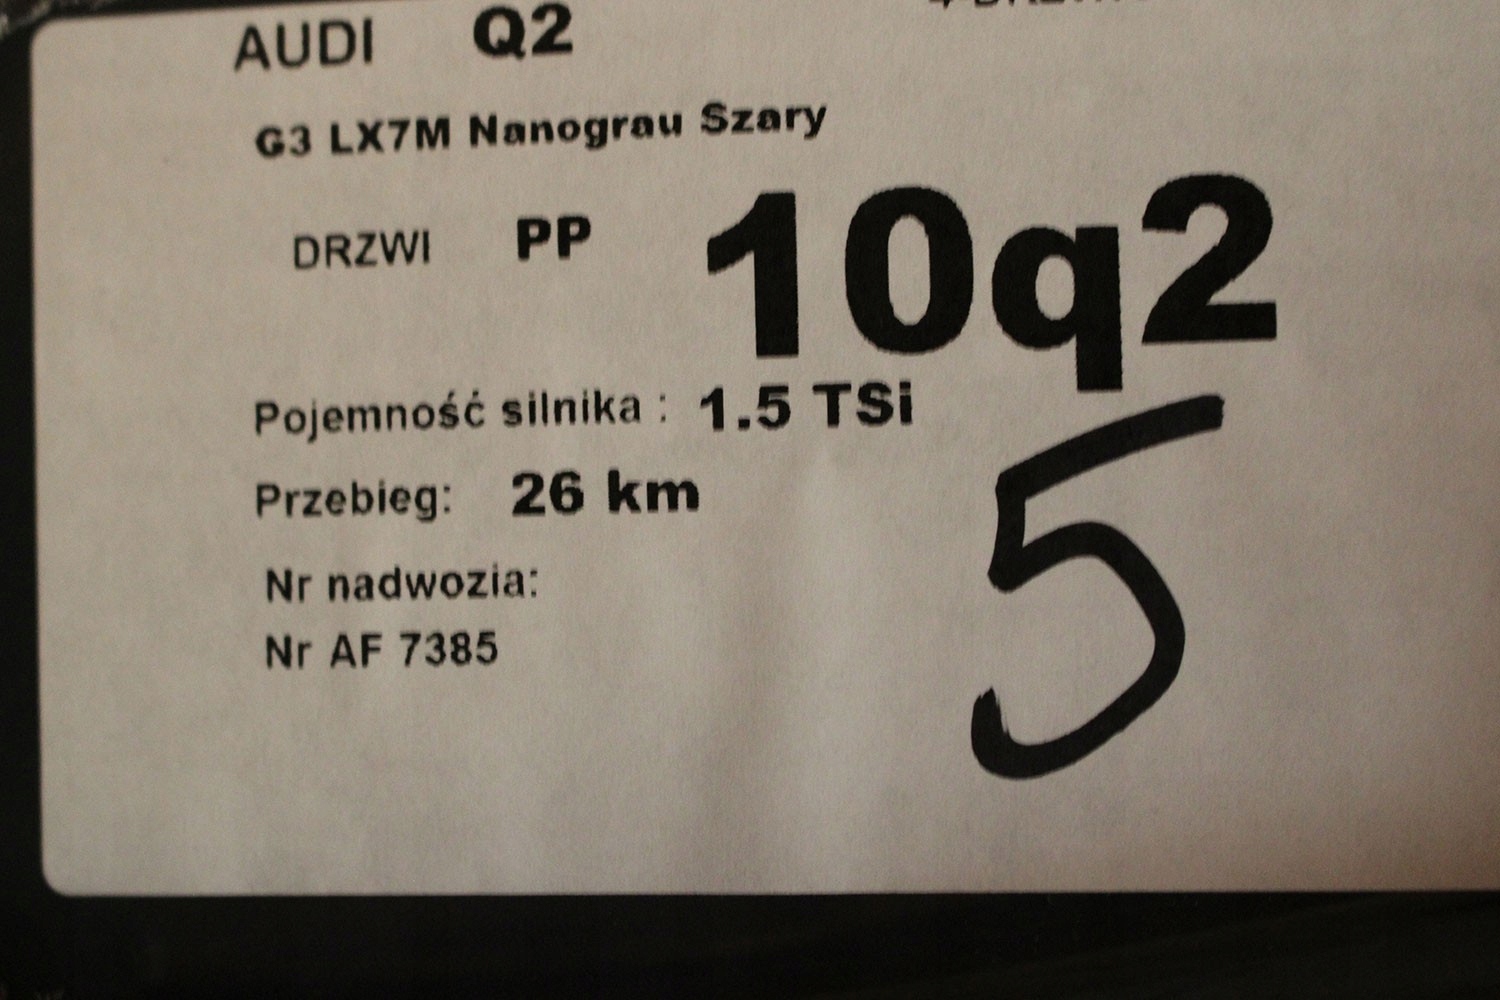 AUDI Q2
G3 LX7M Nanograu Szary
DRZWI PP 10q2
Pojemność silnika : 1.5 TSi
Przebieg: 26 km
5
Nr nadwozia:
Nr AF 7385